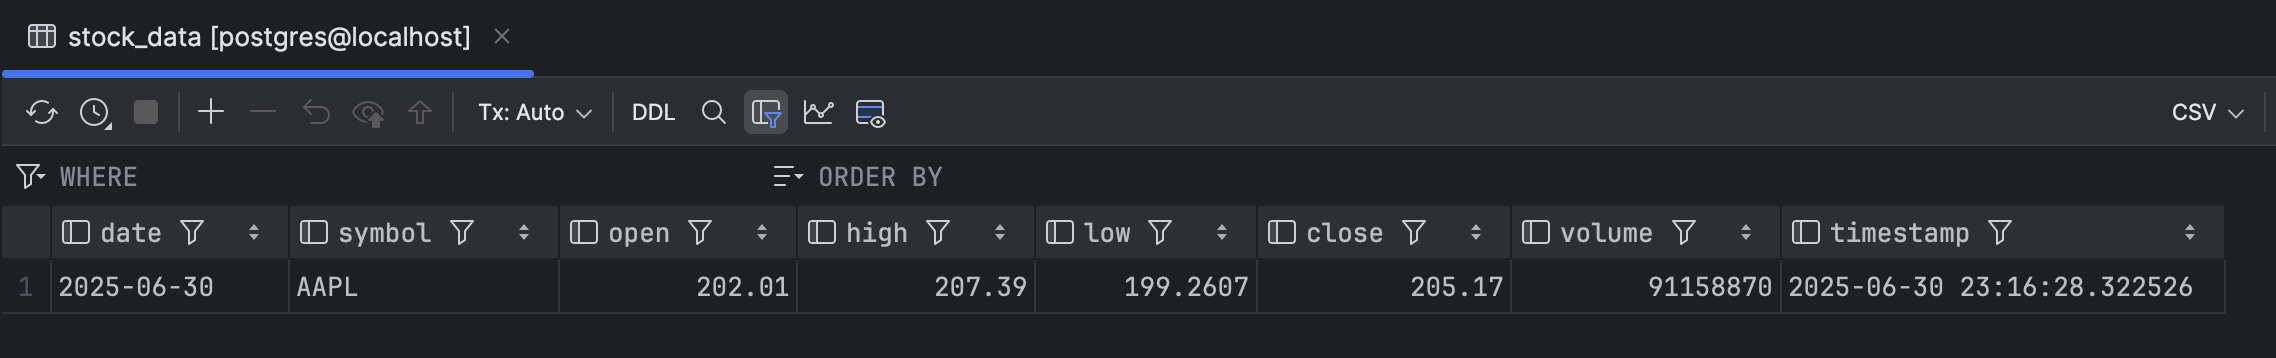 stock_data [postgres@localhost]
Tx: Auto DDL CSV
WHERE ORDER BY
date symbol open high low close volume timestamp
1 2025-06-30 AAPL 202.01 207.39 199.2607 205.17 91158870 2025-06-30 23:16:28.322526